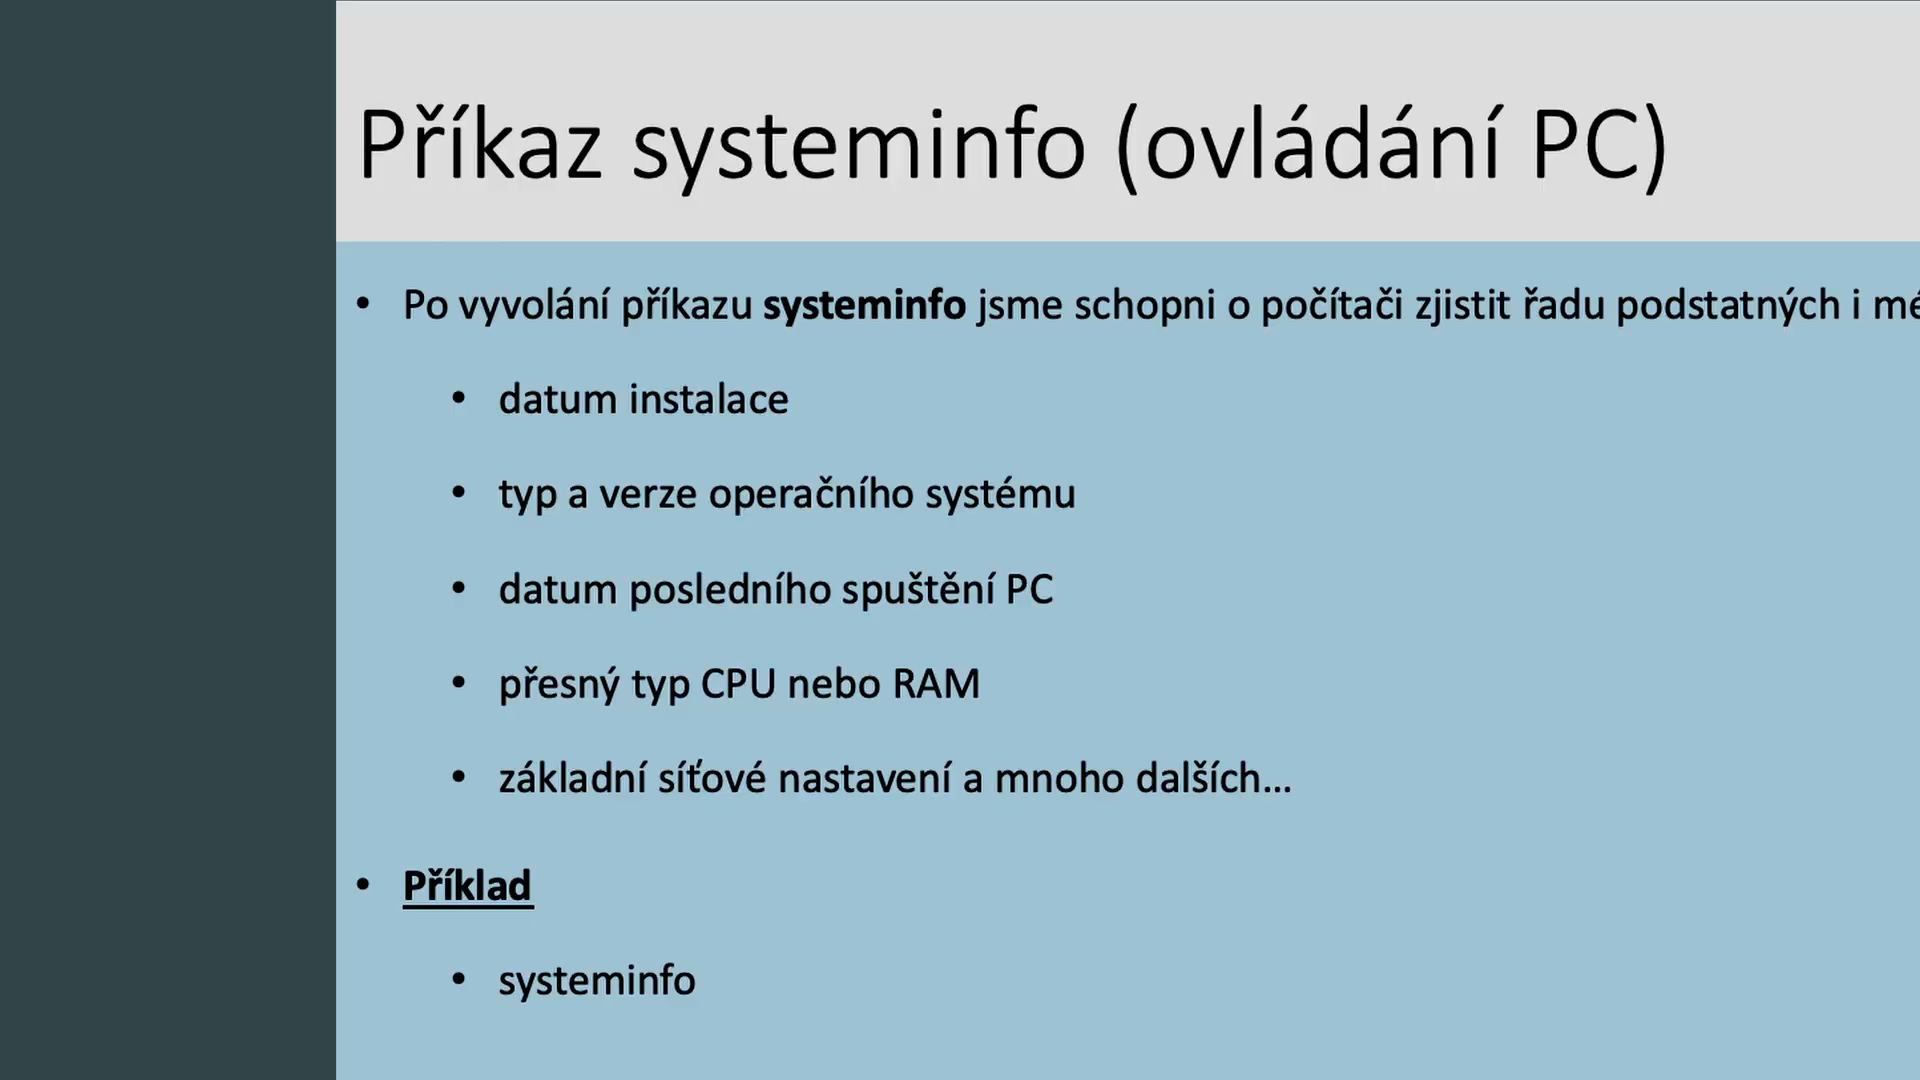 Příkaz systeminfo (ovládání PC)
• Po vyvolání příkazu systeminfo jsme schopni o počítači zjistit řadu podstatných i
• datum instalace
• typ a verze operačního systému
• datum posledního spuštění PC
• přesný typ CPU nebo RAM
• základní síťové nastavení a mnoho dalších...
• Příklad
• systeminfo